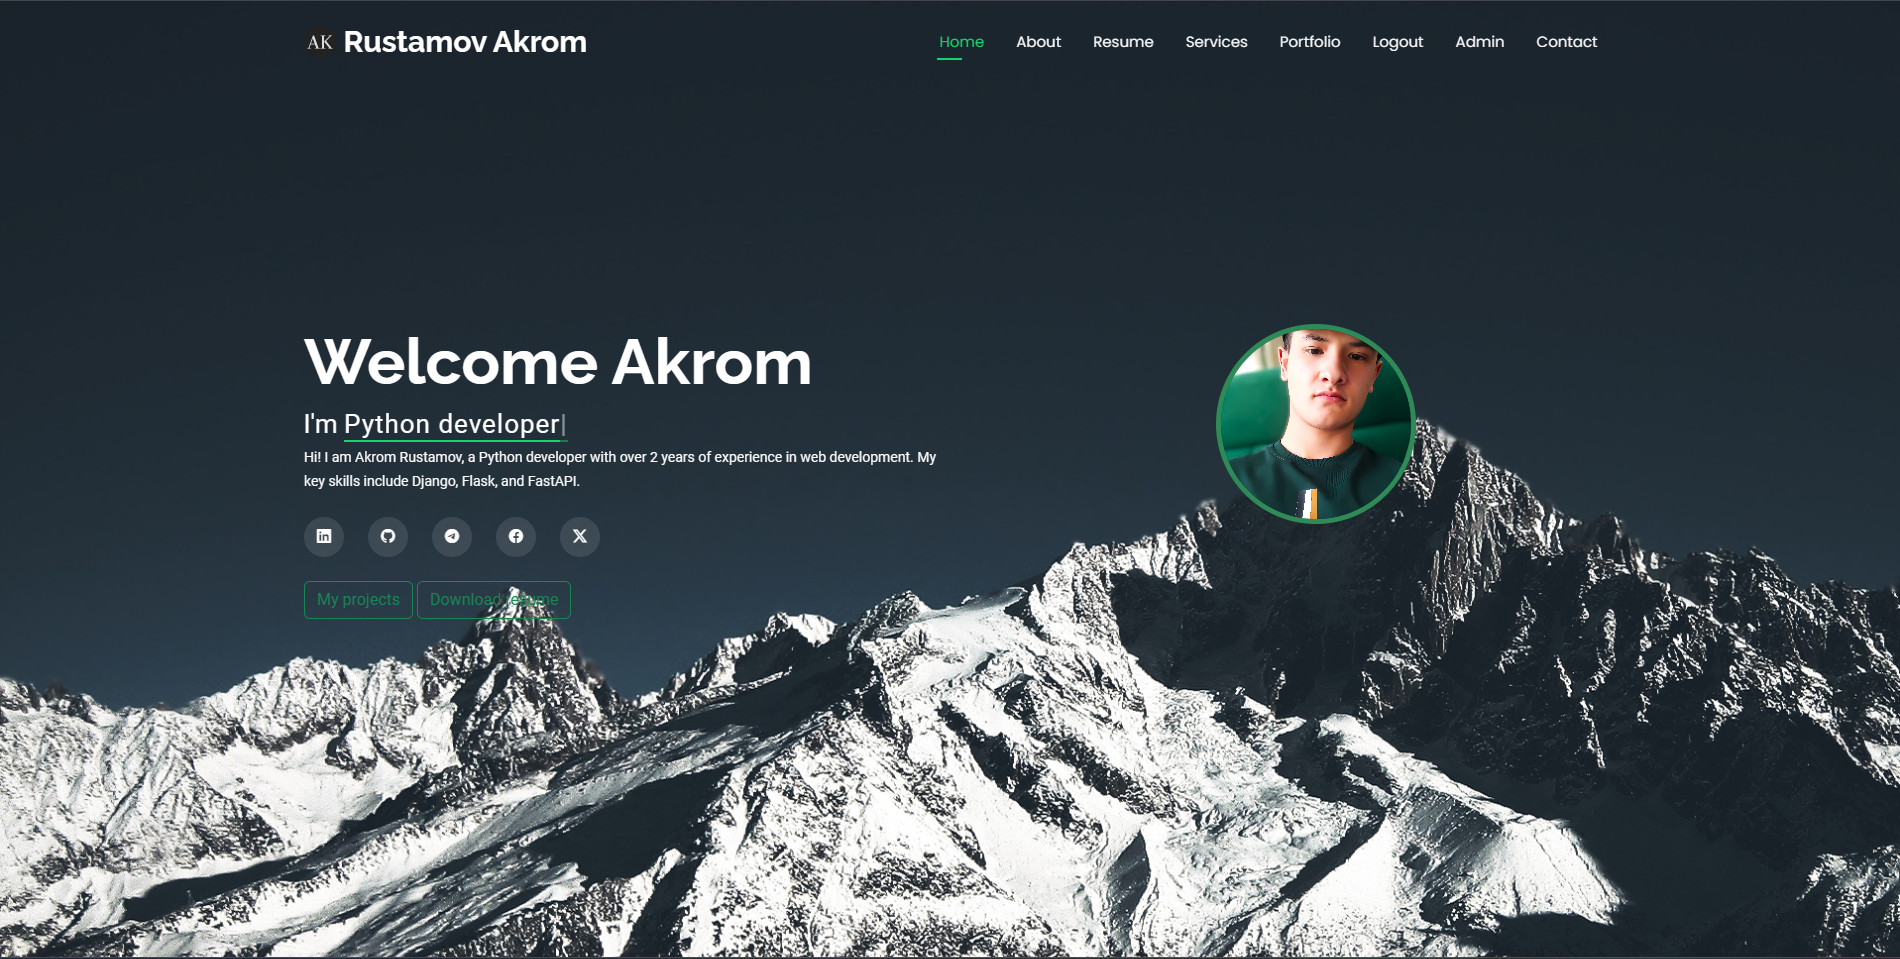 AK Rustamov Akrom
Home About Resume Services Portfolio Logout Admin Contact
Welcome Akrom
I'm Python developer|
Hi! I am Akrom Rustamov, a Python developer with over 2 years of experience in web development. My
key skills include Django, Flask, and FastAPI.
My projects Download resume